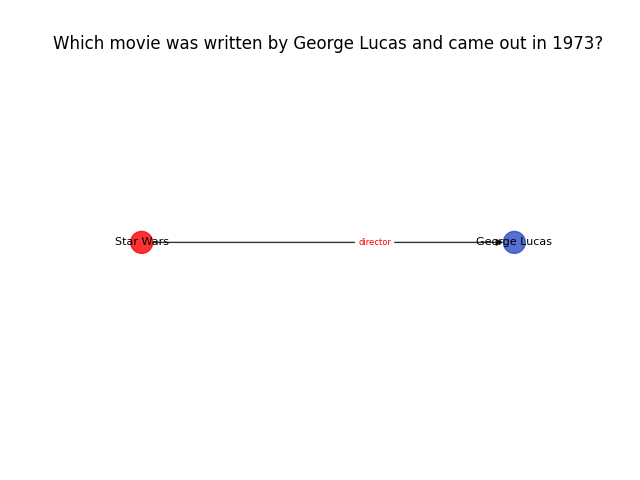 Which movie was written by George Lucas and came out in 1973?
Star Wars
director
George Lucas